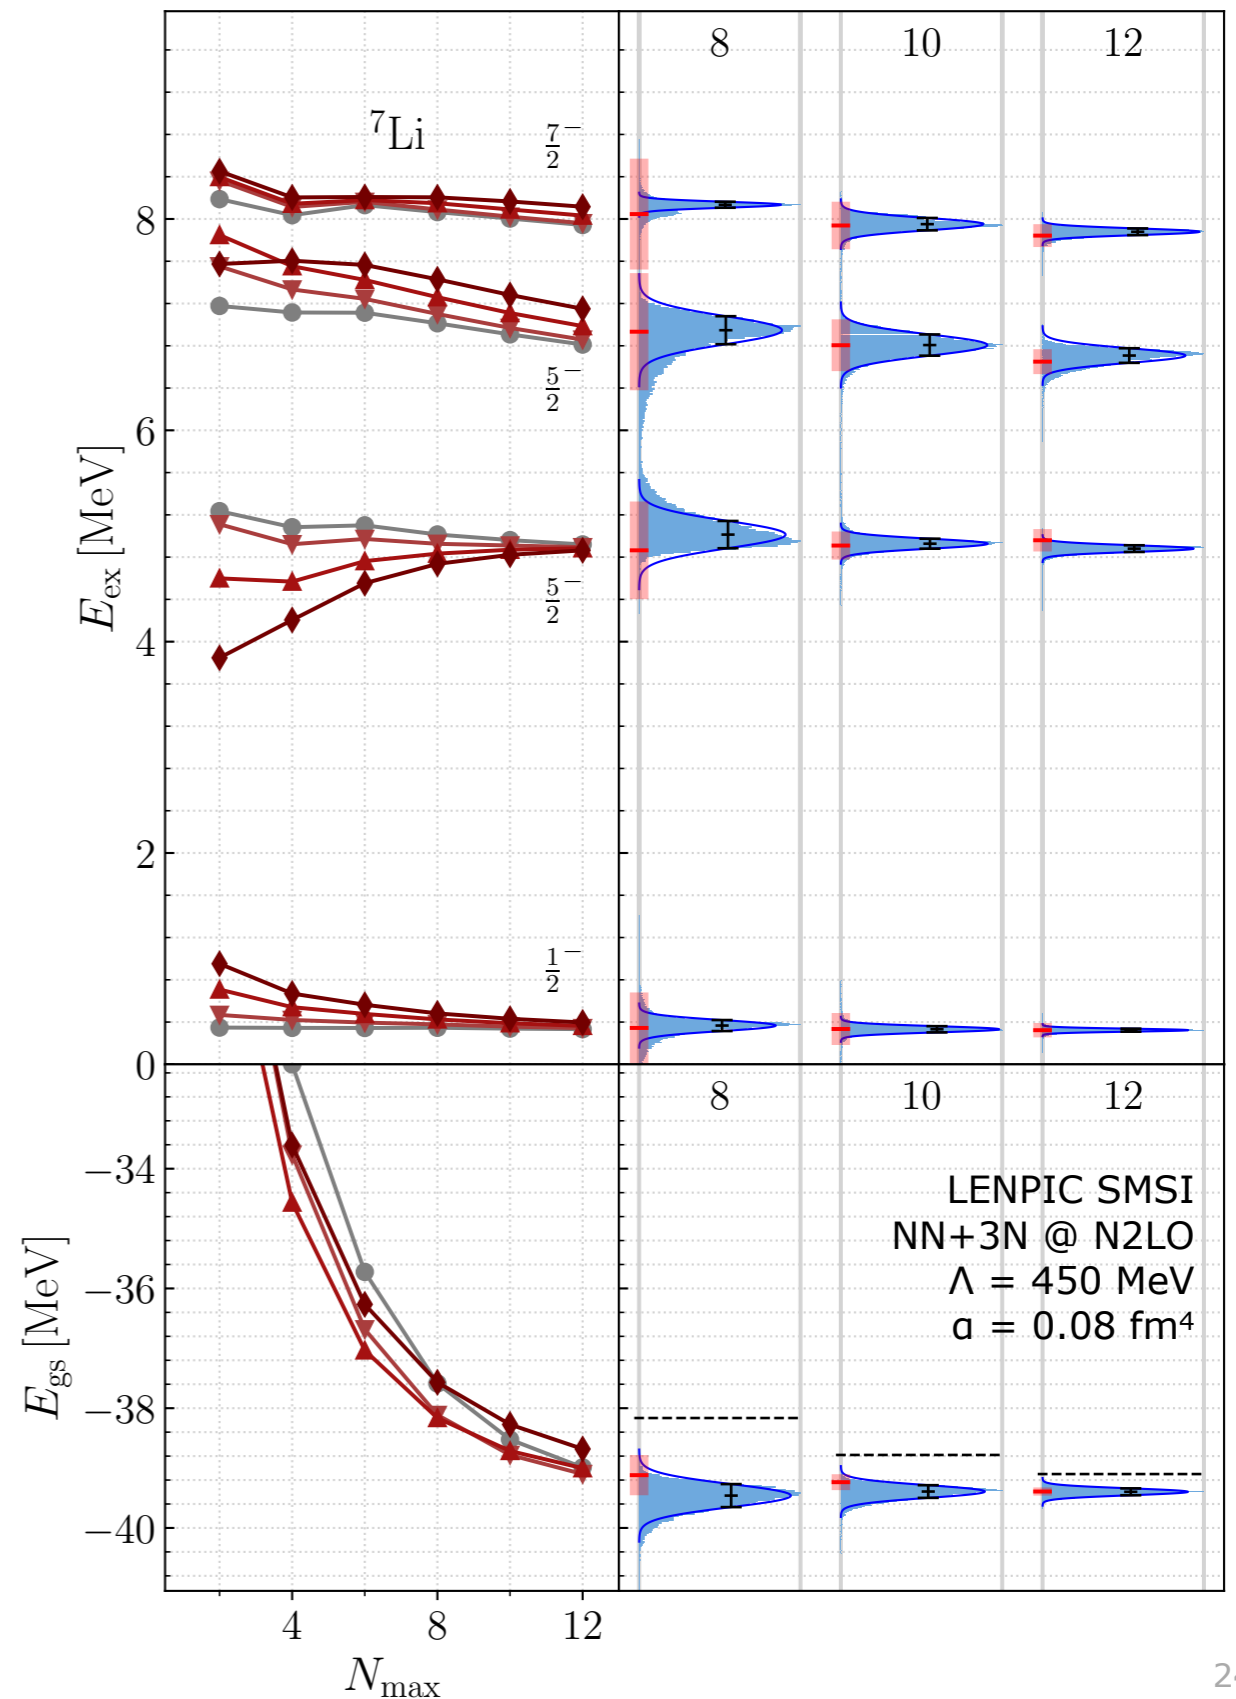 8 10 12
⁷Li
7/2⁻
8
5/2⁻
6
E_ex [MeV]
5/2⁻
4
2
1/2⁻
0
8 10 12
−34
LENPIC SMSI
NN+3N @ N2LO
−36
Λ = 450 MeV
α = 0.08 fm⁴
E_gs [MeV]
−38
−40
4 8 12
N_max